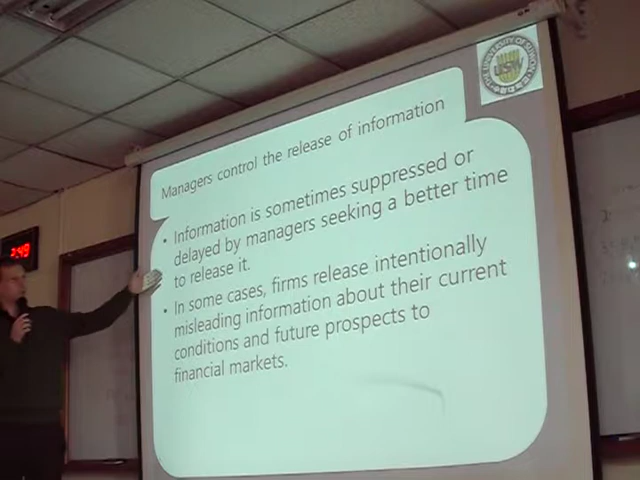 Managers control the release of information
• Information is sometimes suppressed or
delayed by managers seeking a better time
to release it.
• In some cases, firms release intentionally
misleading information about their current
conditions and future prospects to
financial markets.
USW